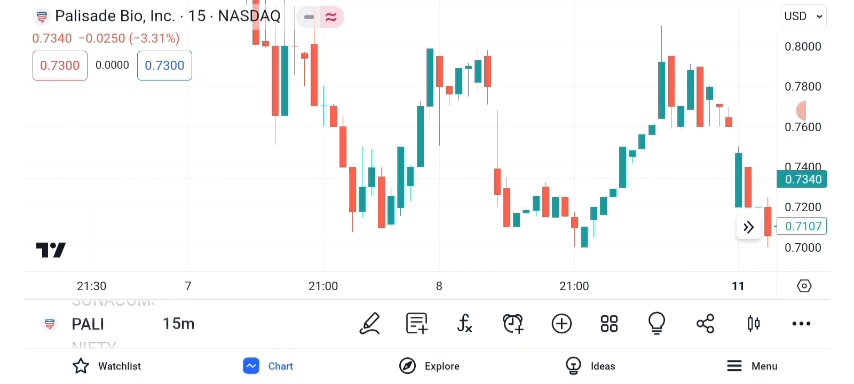 Palisade Bio, Inc. · 15 · NASDAQ
USD
0.7340 −0.0250 (−3.31%)
0.7300 0.0000 0.7300
0.8000
0.7800
0.7600
0.7400
0.7340
0.7200
0.7107
0.7000
21:30 7 21:00 8 21:00 11
PALI 15m
NIFTY
Watchlist Chart Explore Ideas Menu